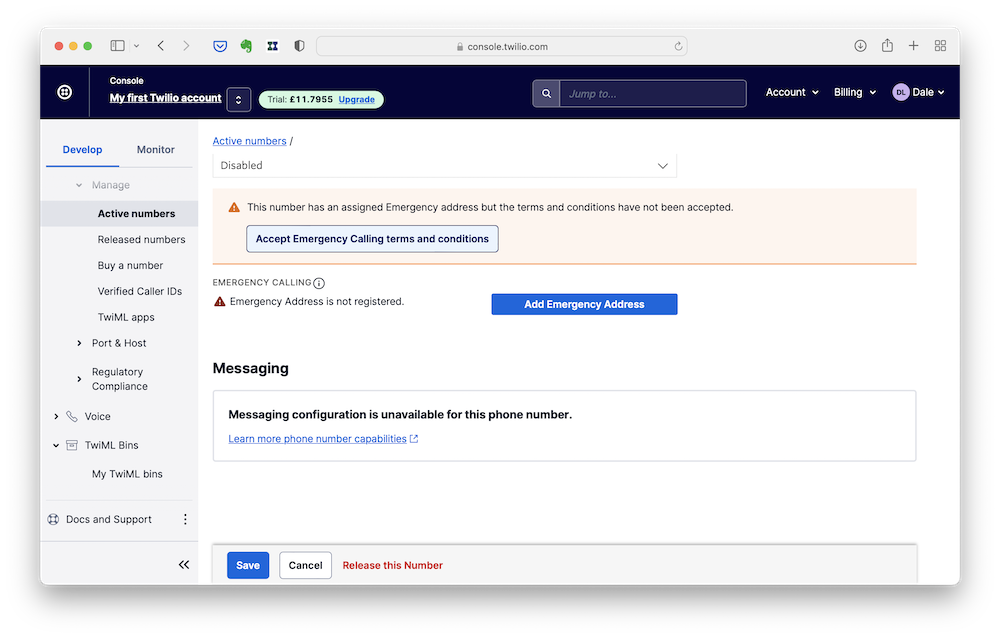 console.twilio.com
Console
My first Twilio account
Trial: £11.7955 Upgrade
Jump to...
Account
Billing
DL Dale
Develop Monitor
Manage
Active numbers
Released numbers
Buy a number
Verified Caller IDs
TwiML apps
Port & Host
Regulatory
Compliance
Voice
TwiML Bins
My TwiML bins
Docs and Support
Active numbers /
Disabled
This number has an assigned Emergency address but the terms and conditions have not been accepted.
Accept Emergency Calling terms and conditions
EMERGENCY CALLING
Emergency Address is not registered.
Add Emergency Address
Messaging
Messaging configuration is unavailable for this phone number.
Learn more phone number capabilities
Save Cancel Release this Number